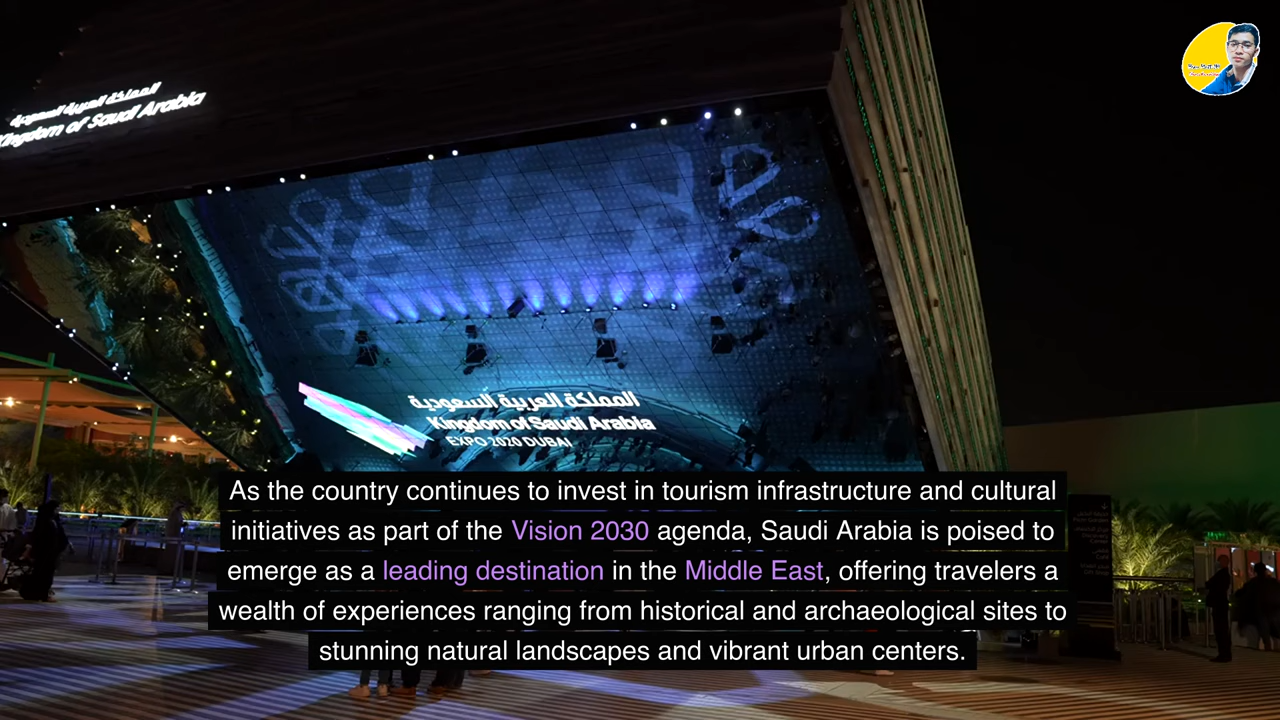 المملكة العربية السعودية
Kingdom of Saudi Arabia
المملكة العربية السعودية
Kingdom of Saudi Arabia
EXPO 2020 DUBAI
As the country continues to invest in tourism infrastructure and cultural
initiatives as part of the Vision 2030 agenda, Saudi Arabia is poised to
emerge as a leading destination in the Middle East, offering travelers a
wealth of experiences ranging from historical and archaeological sites to
stunning natural landscapes and vibrant urban centers.